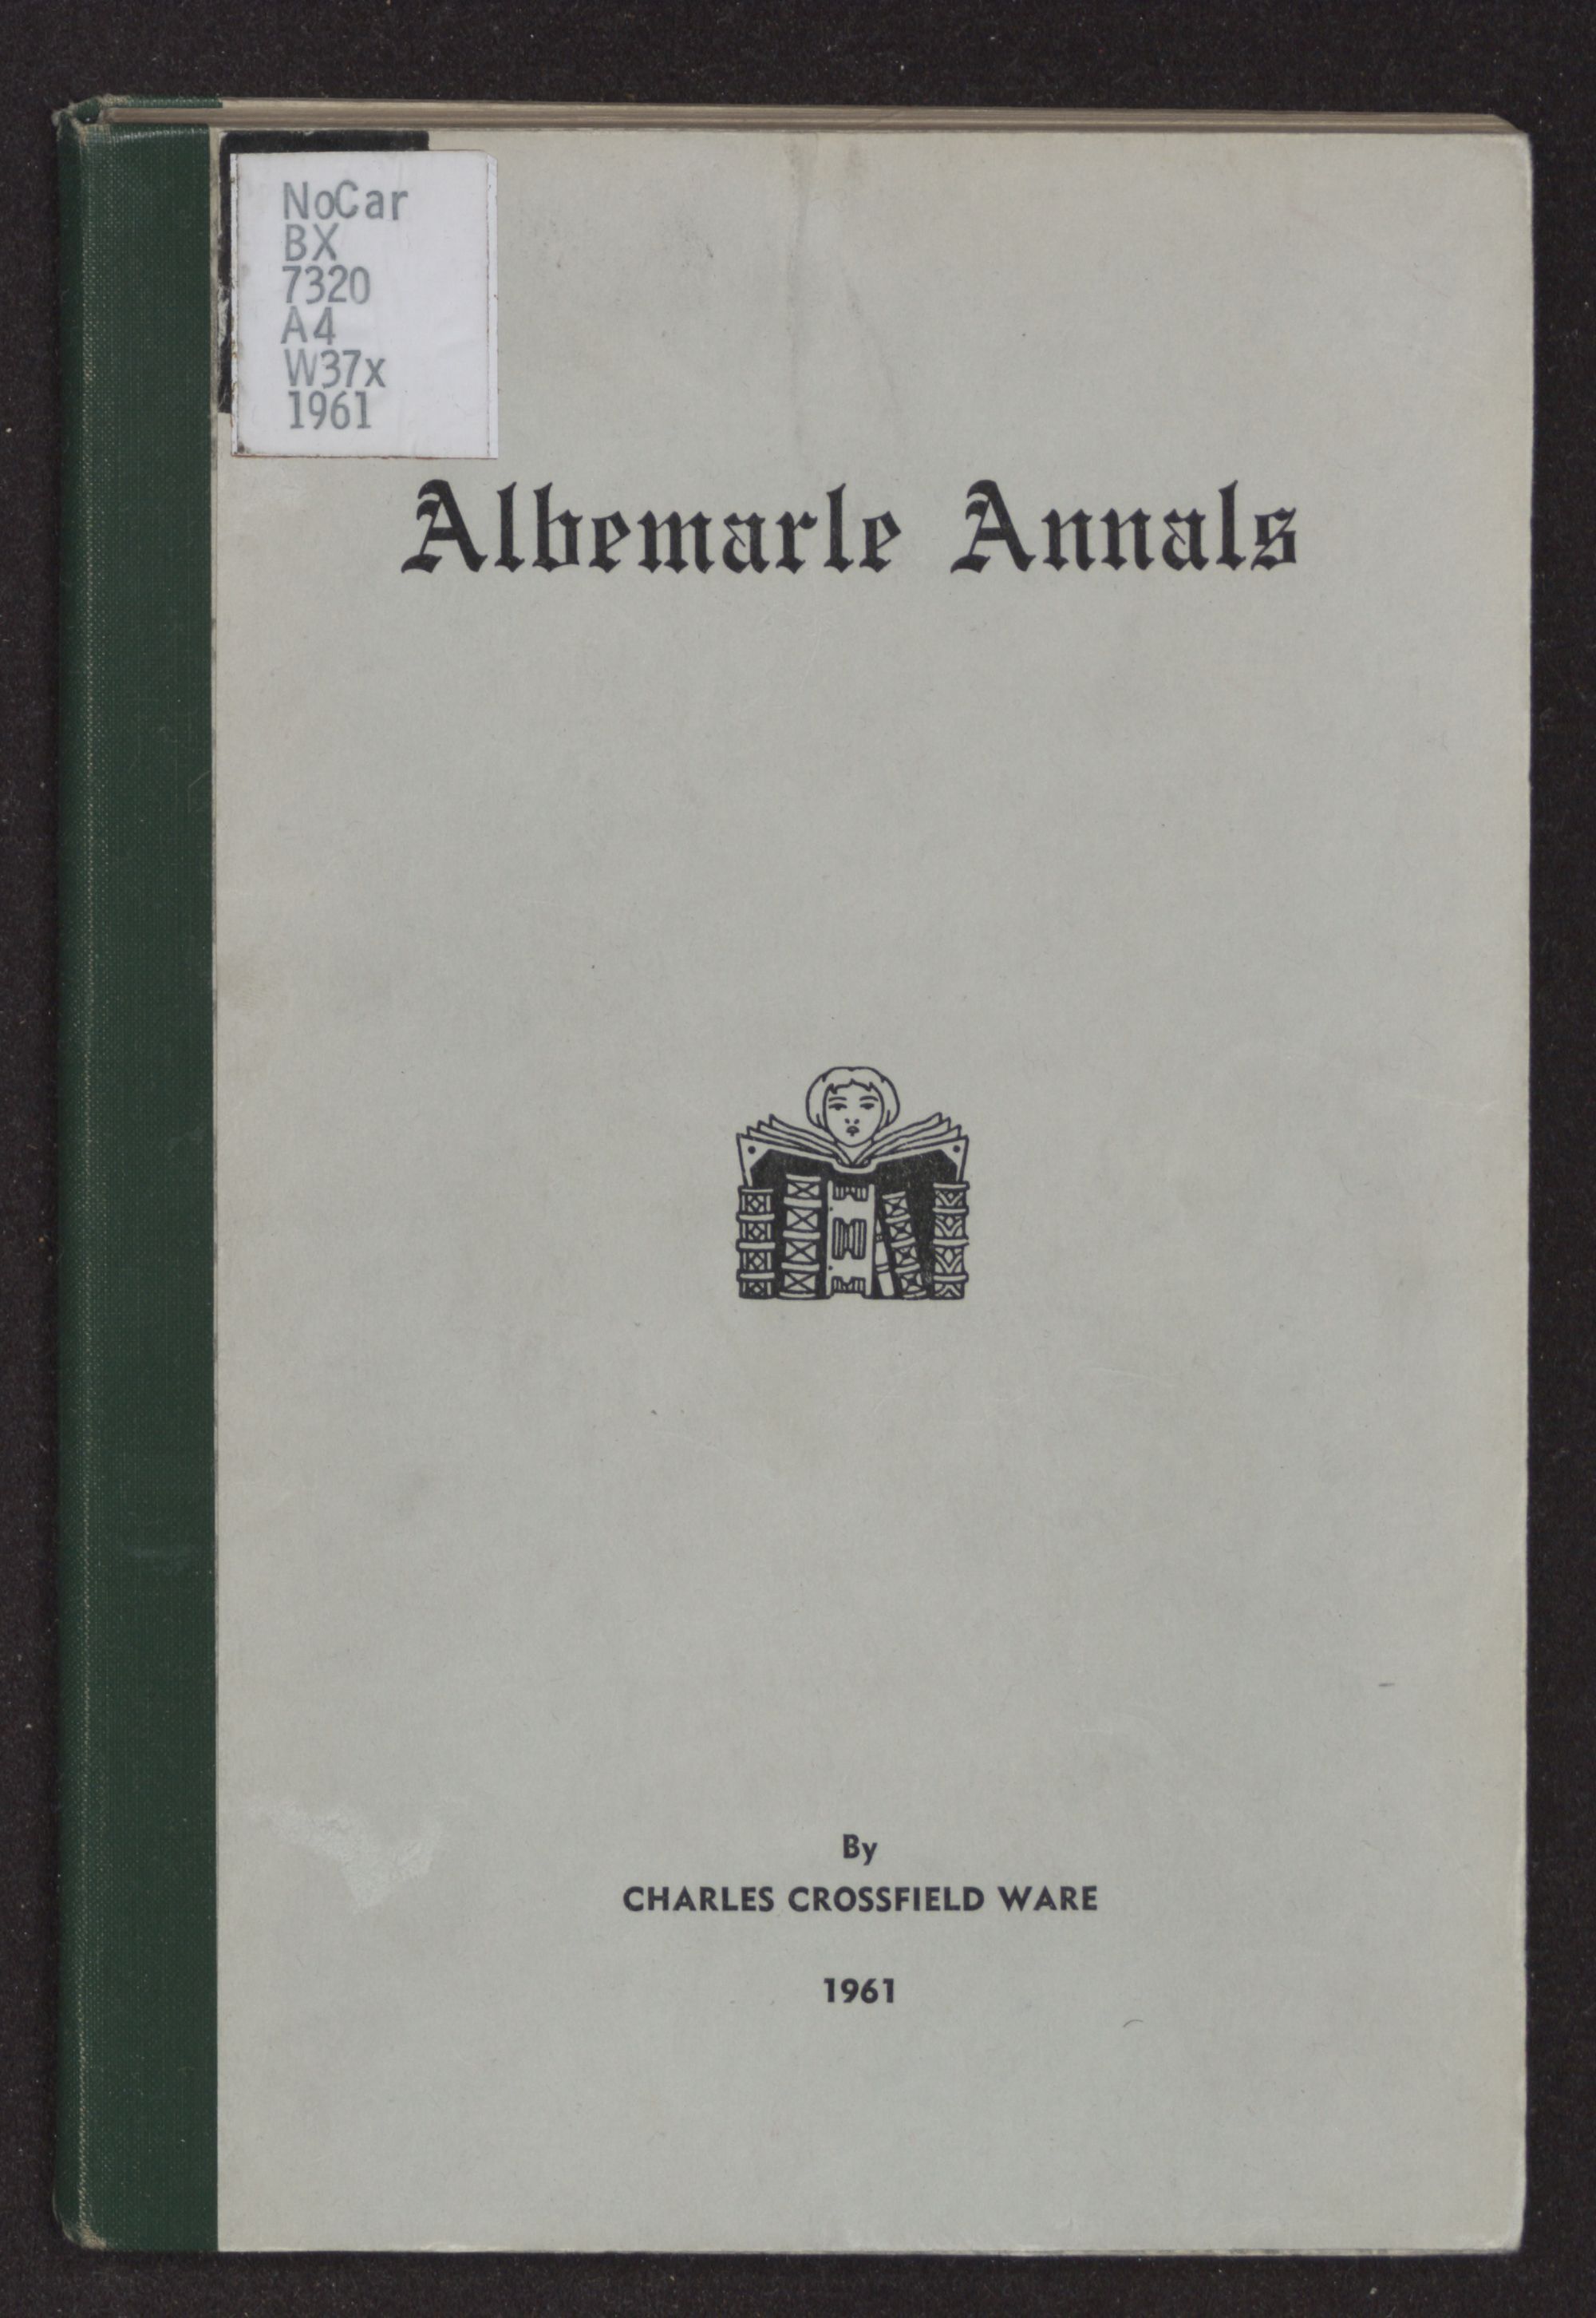 NoCar
BX
7320
A4
W37x
1961
Albemarle Annals
By
CHARLES CROSSFIELD WARE
1961